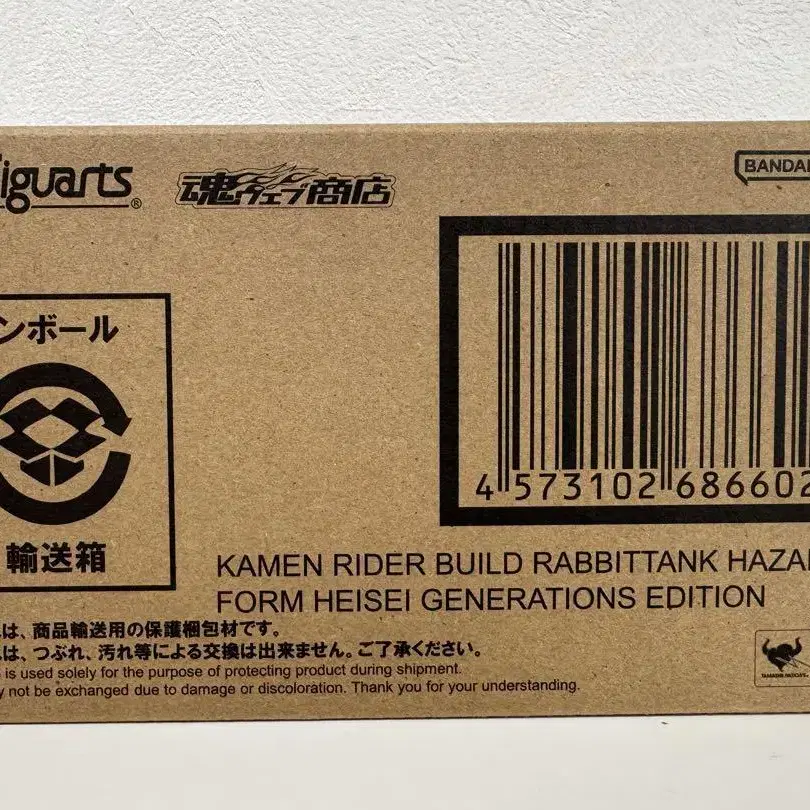 iguarts®
魂ウェブ商店
BANDAI
ンボール
輸送箱
4 573102 686602
KAMEN RIDER BUILD RABBITTANK HAZA
FORM HEISEI GENERATIONS EDITION
は、商品輸送用の保護梱包材です。
は、つぶれ、汚れ等による交換は出来ません。ご了承ください。
is used solely for the purpose of protecting product during shipment.
not be exchanged due to damage or discoloration. Thank you for your understanding.
TAMASHII NATIONS